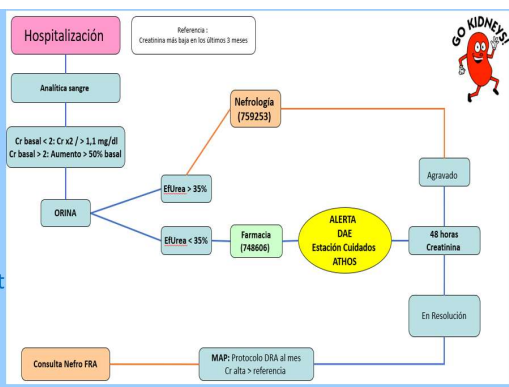 Hospitalización
Referencia :
Creatinina más baja en los últimos 3 meses
GO KIDNEYS!
Analítica sangre
Nefrología
(759253)
Cr basal < 2: Cr x2 / > 1,1 mg/dl
Cr basal > 2: Aumento > 50% basal
Agravado
EfUrea > 35%
ORINA
EfUrea < 35%
Farmacia
(748606)
ALERTA
DAE
Estación Cuidados
ATHOS
48 horas
Creatinina
t
En Resolución
Consulta Nefro FRA
MAP: Protocolo DRA al mes
Cr alta > referencia